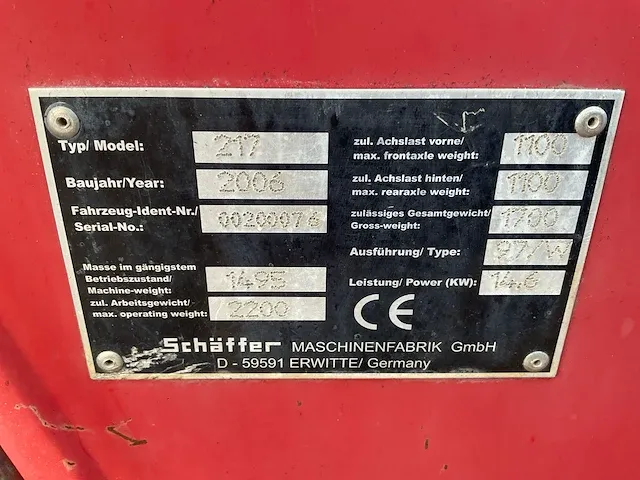 Typ/ Model: 217
Baujahr/Year: 2006
Fahrzeug-Ident-Nr./
Serial-No.: 00200076
Masse im gängigstem
Betriebszustand/
Machine-weight: 1495
zul. Arbeitsgewicht/
max. operating weight: 2200
zul. Achslast vorne/
max. frontaxle weight: 1100
zul. Achslast hinten/
max. rearaxle weight: 1100
zulässiges Gesamtgewicht/
Gross-weight: 1700
Ausführung/ Type:
Leistung/ Power (KW): 14.6
CE
Schäffer MASCHINENFABRIK GmbH
D - 59591 ERWITTE/ Germany